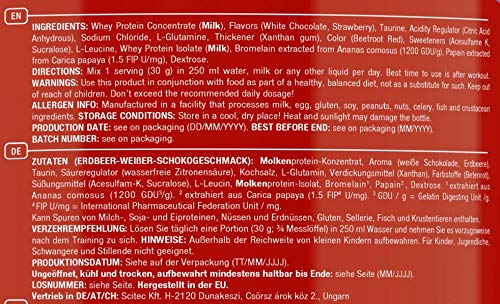 EN
INGREDIENTS: Whey Protein Concentrate (Milk), Flavors (White Chocolate, Strawberry), Taurine, Acidity Regulator (Citric Acid
Anhydrous), Sodium Chloride, L-Glutamine, Thickener (Xanthan gum), Color (Beetroot Red), Sweeteners (Acesulfame K,
Sucralose), L-Leucine, Whey Protein Isolate (Milk), Bromelain extracted from Ananas comosus (1200 GDU/g), Papain extracted
from Carica papaya (1.5 FIP U/mg), Dextrose.
DIRECTIONS: Mix 1 serving (30 g) in 250 ml water, milk or any other liquid per day. Best time to use is after workout.
WARNINGS: Use this product in conjunction with food as part of a healthy, balanced diet, not as a substitute for such. Keep out
of reach of children. Don't exceed the recommended daily dosage!
ALLERGEN INFO: Manufactured in a facility that processes milk, egg, gluten, soy, peanuts, nuts, celery, fish and crustacean
ingredients. STORAGE CONDITIONS: Store in a cool, dry place! Heat and sunlight may damage the bottle.
PRODUCTION DATE: see on packaging (DD/MM/YYYY). BEST BEFORE END: see on packaging (MM/YYYY).
BATCH NUMBER: see on packaging.
DE
ZUTATEN (ERDBEER-WEIßER-SCHOKOGESCHMACK): Molkenprotein-Konzentrat, Aroma (weiße Schokolade, Erdbeere),
Taurin, Säureregulator (wasserfreie Zitronensäure), Kochsalz, L-Glutamin, Verdickungsmittel (Xanthan), Farbstoffe (Betenrot),
Süßungsmittel (Acesulfam-K, Sucralose), L-Leucin, Molkenprotein-Isolat, Bromelain¹, Papain², Dextrose. ¹ extrahiert aus
Ananas comosus (1200 GDU³/g). ² extrahiert aus Carica papaya (1.5 FIP⁴ U/mg). ³ GDU / g = Gelatin Digesting Unit /g.
⁴ FIP U/mg = International Pharmaceutical Federation Unit / mg.
Kann Spuren von Milch-, Soja- und Eiproteinen, Nüssen und Erdnüssen, Gluten, Sellerie, Fisch und Krustentieren enthalten.
VERZEHREMPFEHLUNG: Lösen Sie täglich eine Portion (30 g; ¾ Messlöffel) in 250 ml Wasser und nehmen Sie es vorzugsweise
nach dem Training zu sich. HINWEISE: Außerhalb der Reichweite von kleinen Kindern aufbewahren. Für Kinder, Jugendliche,
Schwangere und Stillende nicht geeignet.
PRODUKTIONSDATUM: Siehe auf der Verpackung (TT/MM/JJJJ).
Ungeöffnet, kühl und trocken, aufbewahrt mindestens haltbar bis Ende: siehe Seite (MM/JJJJ).
LOSNUMMER: siehe Seite. Hergestellt in der EU.
Vertrieb in DE/AT/CH: Scitec Kft. H-2120 Dunakeszi, Csörsz árok köz 2., Ungarn